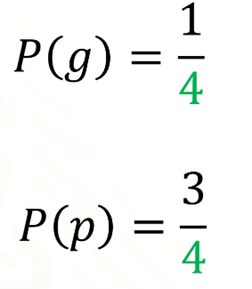 P(g) = 1/4
P(p) = 3/4